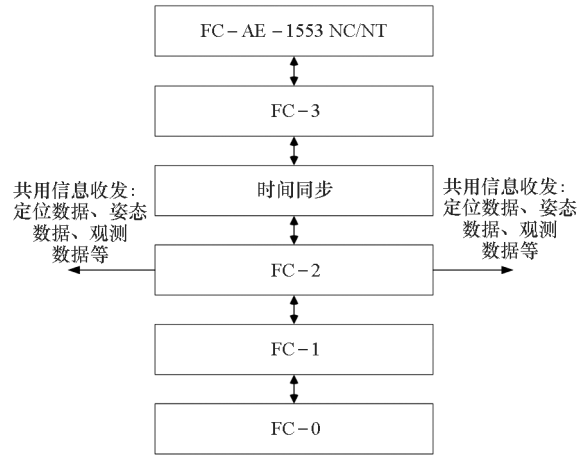 FC-AE-1553 NC/NT
FC-3
时间同步
共用信息收发:
定位数据、姿态
数据、观测
数据等
共用信息收发:
定位数据、姿态
数据、观测
数据等
FC-2
FC-1
FC-0